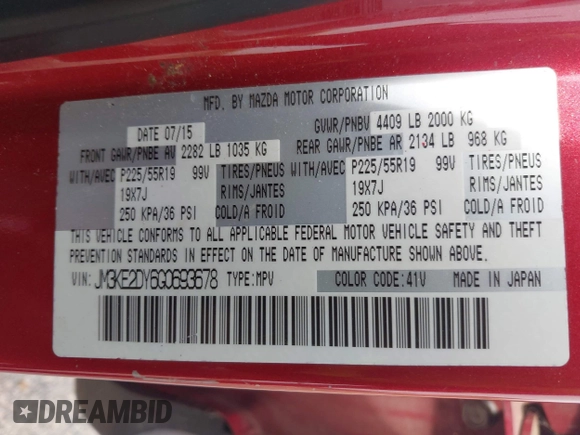 MFD. BY MAZDA MOTOR CORPORATION
DATE 07/15 GVWR/PNBV 4409 LB 2000 KG
FRONT GAWR/PNBE AV 2282 LB 1035 KG REAR GAWR/PNBE AR 2134 LB 968 KG
WITH/AVEC P225/55R19 99V TIRES/PNEUS WITH/AVEC P225/55R19 99V TIRES/PNEUS
19X7J RIMS/JANTES 19X7J RIMS/JANTES
250 KPA/36 PSI COLD/A FROID 250 KPA/36 PSI COLD/A FROID
THIS VEHICLE CONFORMS TO ALL APPLICABLE FEDERAL MOTOR VEHICLE SAFETY AND THEFT
PREVENTION STANDARDS IN EFFECT ON THE DATE OF MANUFACTURE SHOWN ABOVE.
VIN: JM3KE2DY6G0693678 TYPE: MPV COLOR CODE: 41V MADE IN JAPAN
DREAMBID